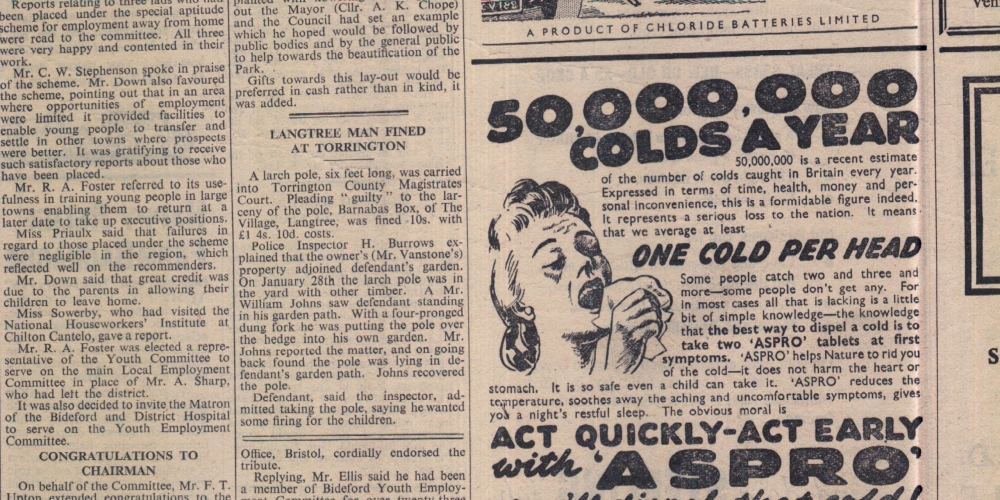 Reports relating to three lads who had
been placed under the special aptitude
scheme for employment away from home
were read to the committee. All three
were very happy and contented in their
work.
Mr. C. W. Stephenson spoke in praise
of the scheme. Mr. Down also favoured
the scheme, pointing out that in an area
where opportunities of employment
were limited it provided facilities to
enable young people to transfer and
settle in other towns where prospects
were better. It was gratifying to receive
such satisfactory reports about those who
have been placed.
Mr. R. A. Foster referred to its use-
fulness in training young people in large
towns enabling them to return at a
later date to take up executive positions.
Miss Priaulx said that failures in
regard to those placed under the scheme
were negligible in the region, which
reflected well on the recommenders.
Mr. Down said that great credit was
due to the parents in allowing their
children to leave home.
Miss Sowerby, who had visited the
National Houseworkers' Institute at
Chilton Cantelo, gave a report.
Mr. R. A. Foster was elected a repre-
sentative of the Youth Committee to
serve on the main Local Employment
Committee in place of Mr. A. Sharp,
who had left the district.
It was also decided to invite the Matron
of the Bideford and District Hospital
to serve on the Youth Employment
Committee.
CONGRATULATIONS TO
CHAIRMAN
On behalf of the Committee, Mr. F. T.
Upton extended congratulations to the
out the Mayor (Cllr. A. K. Chope)
and the Council had set an example
which he hoped would be followed by
public bodies and by the general public
to help towards the beautification of the
Park.
Gifts towards this lay-out would be
preferred in cash rather than in kind, it
was added.
LANGTREE MAN FINED
AT TORRINGTON
A larch pole, six feet long, was carried
into Torrington County Magistrates
Court. Pleading "guilty" to the lar-
ceny of the pole, Barnabas Box, of The
Village, Langtree, was fined 10s. with
£1 4s. 10d. costs.
Police Inspector H. Burrows ex-
plained that the owner's (Mr. Vanstone's)
property adjoined defendant's garden.
On January 28th the larch pole was in
the yard with other timber. A Mr.
William Johns saw defendant standing
in his garden path. With a four-pronged
dung fork he was putting the pole over
the hedge into his own garden. Mr.
Johns reported the matter, and on going
back found the pole was lying in de-
fendant's garden path. Johns recovered
the pole.
Defendant, said the inspector, ad-
mitted taking the pole, saying he wanted
some firing for the children.
Office, Bristol, cordially endorsed the
tribute.
Replying, Mr. Ellis said he had been
a member of Bideford Youth Employ-
A PRODUCT OF CHLORIDE BATTERIES LIMITED
50,000,000
COLDS A YEAR
50,000,000 is a recent estimate
of the number of colds caught in Britain every year.
Expressed in terms of time, health, money and per-
sonal inconvenience, this is a formidable figure indeed.
It represents a serious loss to the nation. It means
that we average at least
ONE COLD PER HEAD
Some people catch two and three and
more—some people don't get any. For
in most cases all that is lacking is a little
bit of simple knowledge—the knowledge
that the best way to dispel a cold is to
take two 'ASPRO' tablets at first
symptoms. 'ASPRO' helps Nature to rid you
of the cold—it does not harm the heart or
stomach. It is so safe even a child can take it. 'ASPRO' reduces the
temperature, soothes away the aching and uncomfortable symptoms, gives
you a night's restful sleep. The obvious moral is
ACT QUICKLY-ACT EARLY
with 'ASPRO'
S